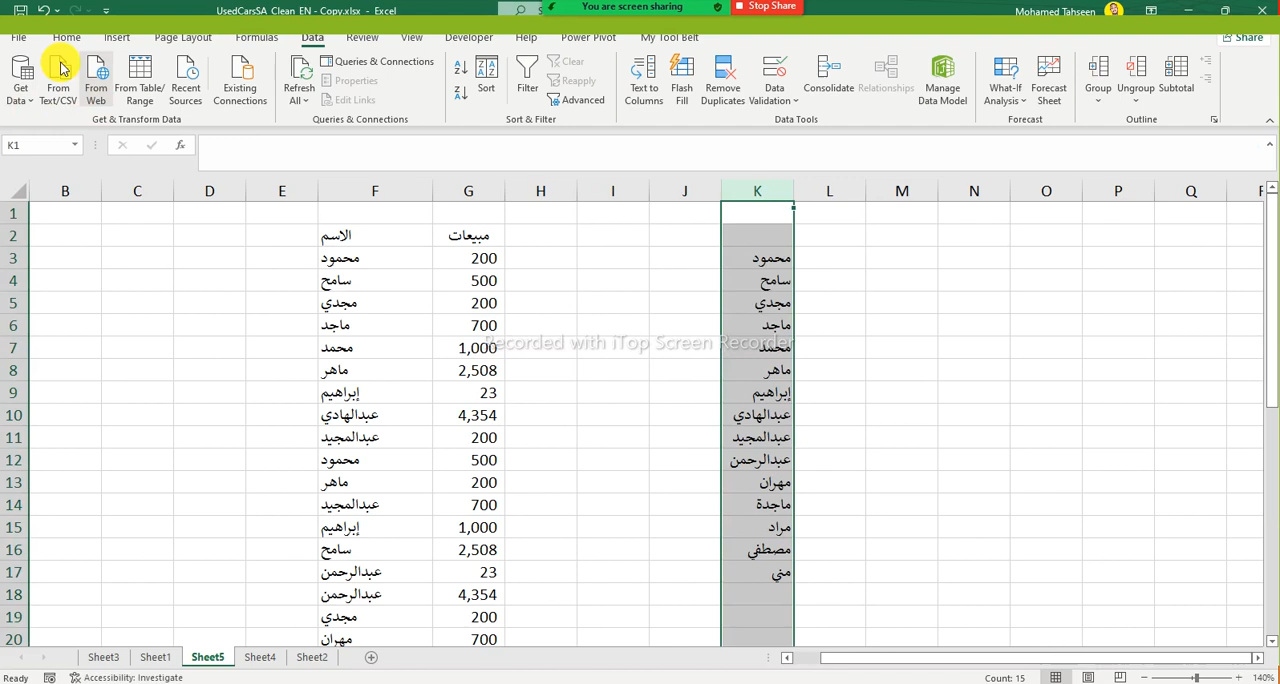 UsedCarsSA_Clean_EN - Copy.xlsx - Excel
You are screen sharing
Stop Share
Mohamed Tahseen
File Home Insert Page Layout Formulas Data Review View Developer Help Power Pivot My Tool Belt
Share
Get Data
From Text/CSV
From Web
From Table/ Range
Recent Sources
Existing Connections
Get & Transform Data
Refresh All
Queries & Connections
Properties
Edit Links
Queries & Connections
Sort
Filter
Clear
Reapply
Advanced
Sort & Filter
Text to Columns
Flash Fill
Remove Duplicates
Data Validation
Consolidate
Relationships
Manage Data Model
Data Tools
What-If Analysis
Forecast Sheet
Forecast
Group
Ungroup
Subtotal
Outline
K1
fx
B C D E F G H I J K L M N O P Q
1
2 الاسم مبيعات
3 محمود 200 محمود
4 سامح 500 سامح
5 مجدي 200 مجدي
6 ماجد 700 ماجد
7 محمد 1,000 محمد
Recorded with iTop Screen Recorder
8 ماهر 2,508 ماهر
9 إبراهيم 23 إبراهيم
10 عبدالهادي 4,354 عبدالهادي
11 عبدالمجيد 200 عبدالمجيد
12 محمود 500 عبدالرحمن
13 ماهر 200 مهران
14 عبدالمجيد 700 ماجدة
15 إبراهيم 1,000 مراد
16 سامح 2,508 مصطفي
17 عبدالرحمن 23 مني
18 عبدالرحمن 4,354
19 مجدي 200
20 مهران 700
Sheet3 Sheet1 Sheet5 Sheet4 Sheet2
Ready
Accessibility: Investigate
Count: 15
140%